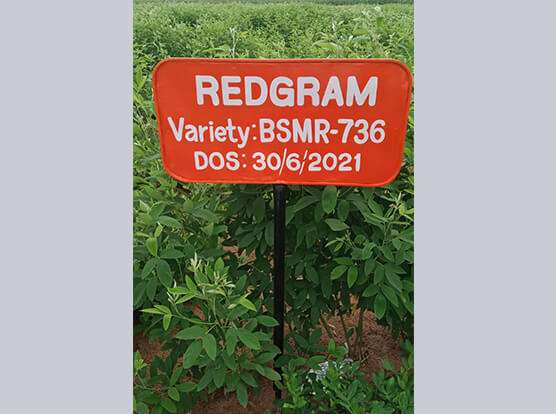 REDGRAM
Variety:BSMR-736
DOS: 30/6/2021